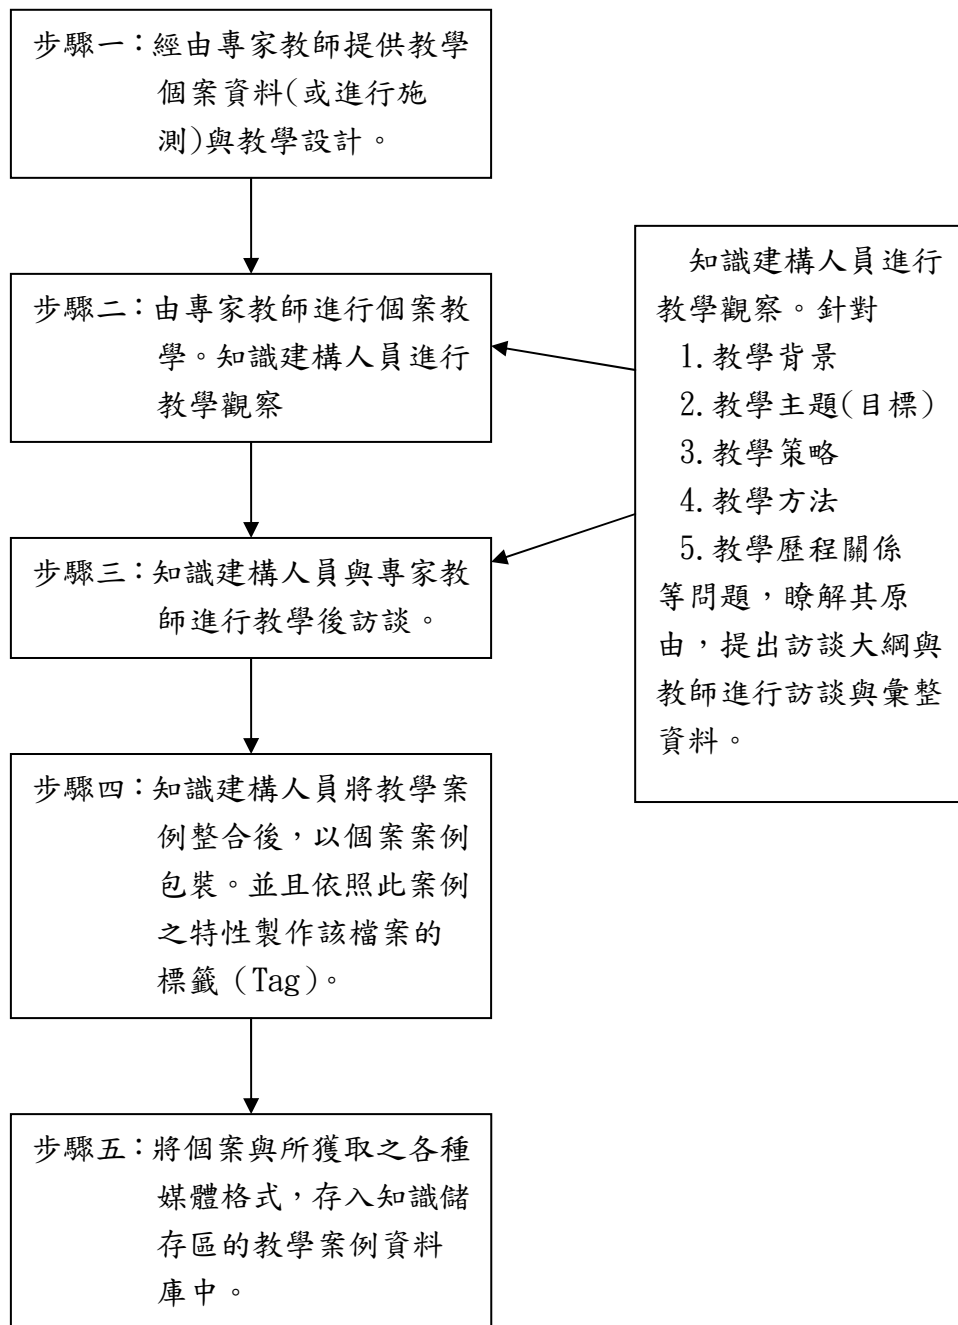 步驟一：經由專家教師提供教學
個案資料(或進行施
測)與教學設計。
步驟二：由專家教師進行個案教
學。知識建構人員進行
教學觀察
步驟三：知識建構人員與專家教
師進行教學後訪談。
步驟四：知識建構人員將教學案
例整合後，以個案案例
包裝。並且依照此案例
之特性製作該檔案的
標籤（Tag）。
步驟五：將個案與所獲取之各種
媒體格式，存入知識儲
存區的教學案例資料
庫中。
知識建構人員進行
教學觀察。針對
1.教學背景
2.教學主題(目標)
3.教學策略
4.教學方法
5.教學歷程關係
等問題，瞭解其原
由，提出訪談大綱與
教師進行訪談與彙整
資料。